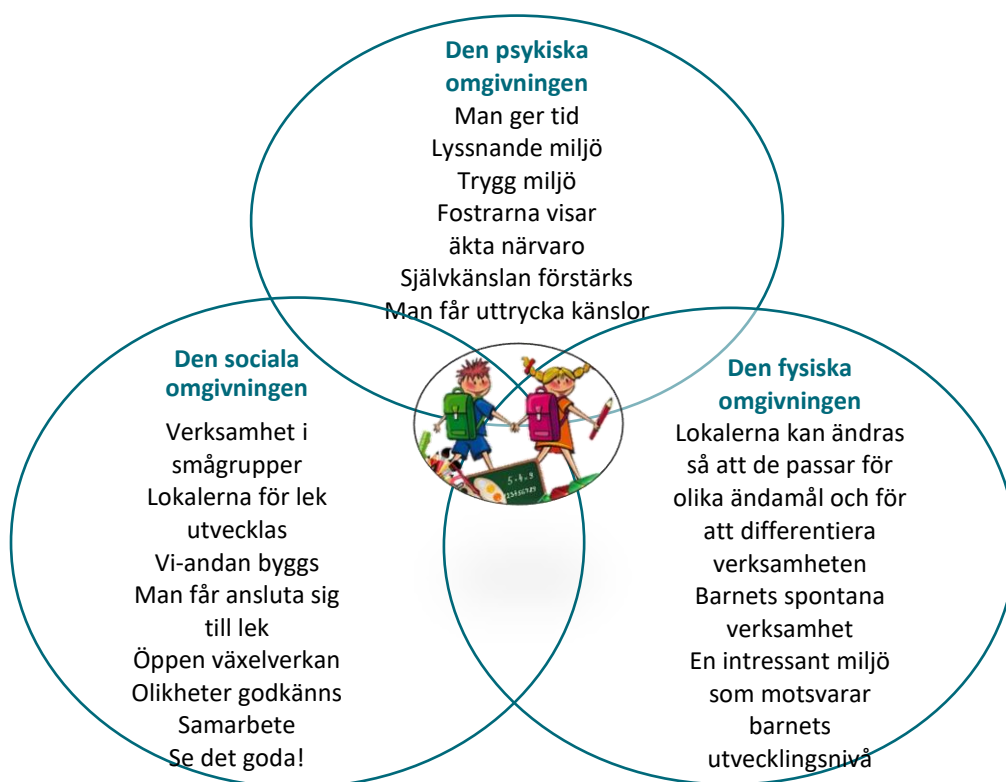 Den psykiska
omgivningen
Man ger tid
Lyssnande miljö
Trygg miljö
Fostrarna visar
äkta närvaro
Självkänslan förstärks
Man får uttrycka känslor
Den sociala
omgivningen
Verksamhet i
smågrupper
Lokalerna för lek
utvecklas
Vi-andan byggs
Man får ansluta sig
till lek
Öppen växelverkan
Olikheter godkänns
Samarbete
Se det goda!
Den fysiska
omgivningen
Lokalerna kan ändras
så att de passar för
olika ändamål och för
att differentiera
verksamheten
Barnets spontana
verksamhet
En intressant miljö
som motsvarar
barnets
utvecklingsnivå